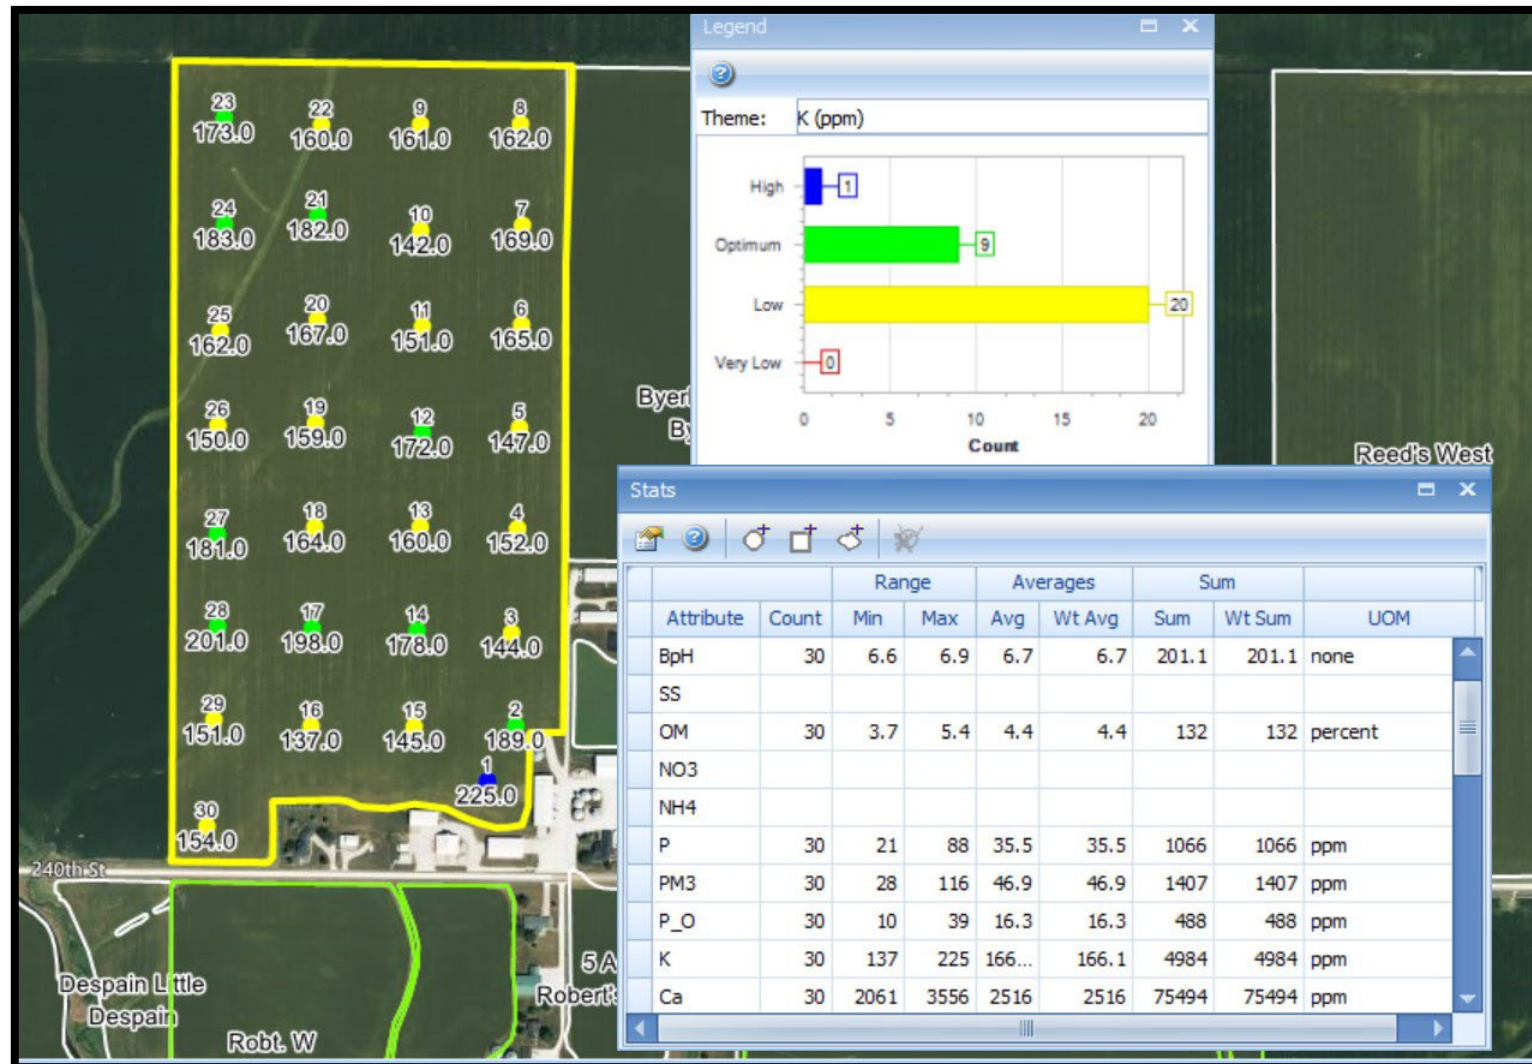 23
173.0
22
160.0
9
161.0
8
162.0
24
183.0
21
182.0
10
142.0
7
169.0
25
162.0
20
167.0
11
151.0
6
165.0
26
150.0
19
159.0
12
172.0
5
147.0
27
181.0
18
164.0
13
160.0
4
152.0
28
201.0
17
198.0
14
178.0
3
144.0
29
151.0
16
137.0
15
145.0
2
189.0
1
225.0
30
154.0
240th St
Despain Little
Despain
Robt. W
5 A
Robert's
Reed's West
Legend
Theme: K (ppm)
High 1
Optimum 9
Low 20
Very Low 0
0 5 10 15 20
Count
Stats
Range Averages Sum
Attribute Count Min Max Avg Wt Avg Sum Wt Sum UOM
BpH 30 6.6 6.9 6.7 6.7 201.1 201.1 none
SS
OM 30 3.7 5.4 4.4 4.4 132 132 percent
NO3
NH4
P 30 21 88 35.5 35.5 1066 1066 ppm
PM3 30 28 116 46.9 46.9 1407 1407 ppm
P_O 30 10 39 16.3 16.3 488 488 ppm
K 30 137 225 166... 166.1 4984 4984 ppm
Ca 30 2061 3556 2516 2516 75494 75494 ppm